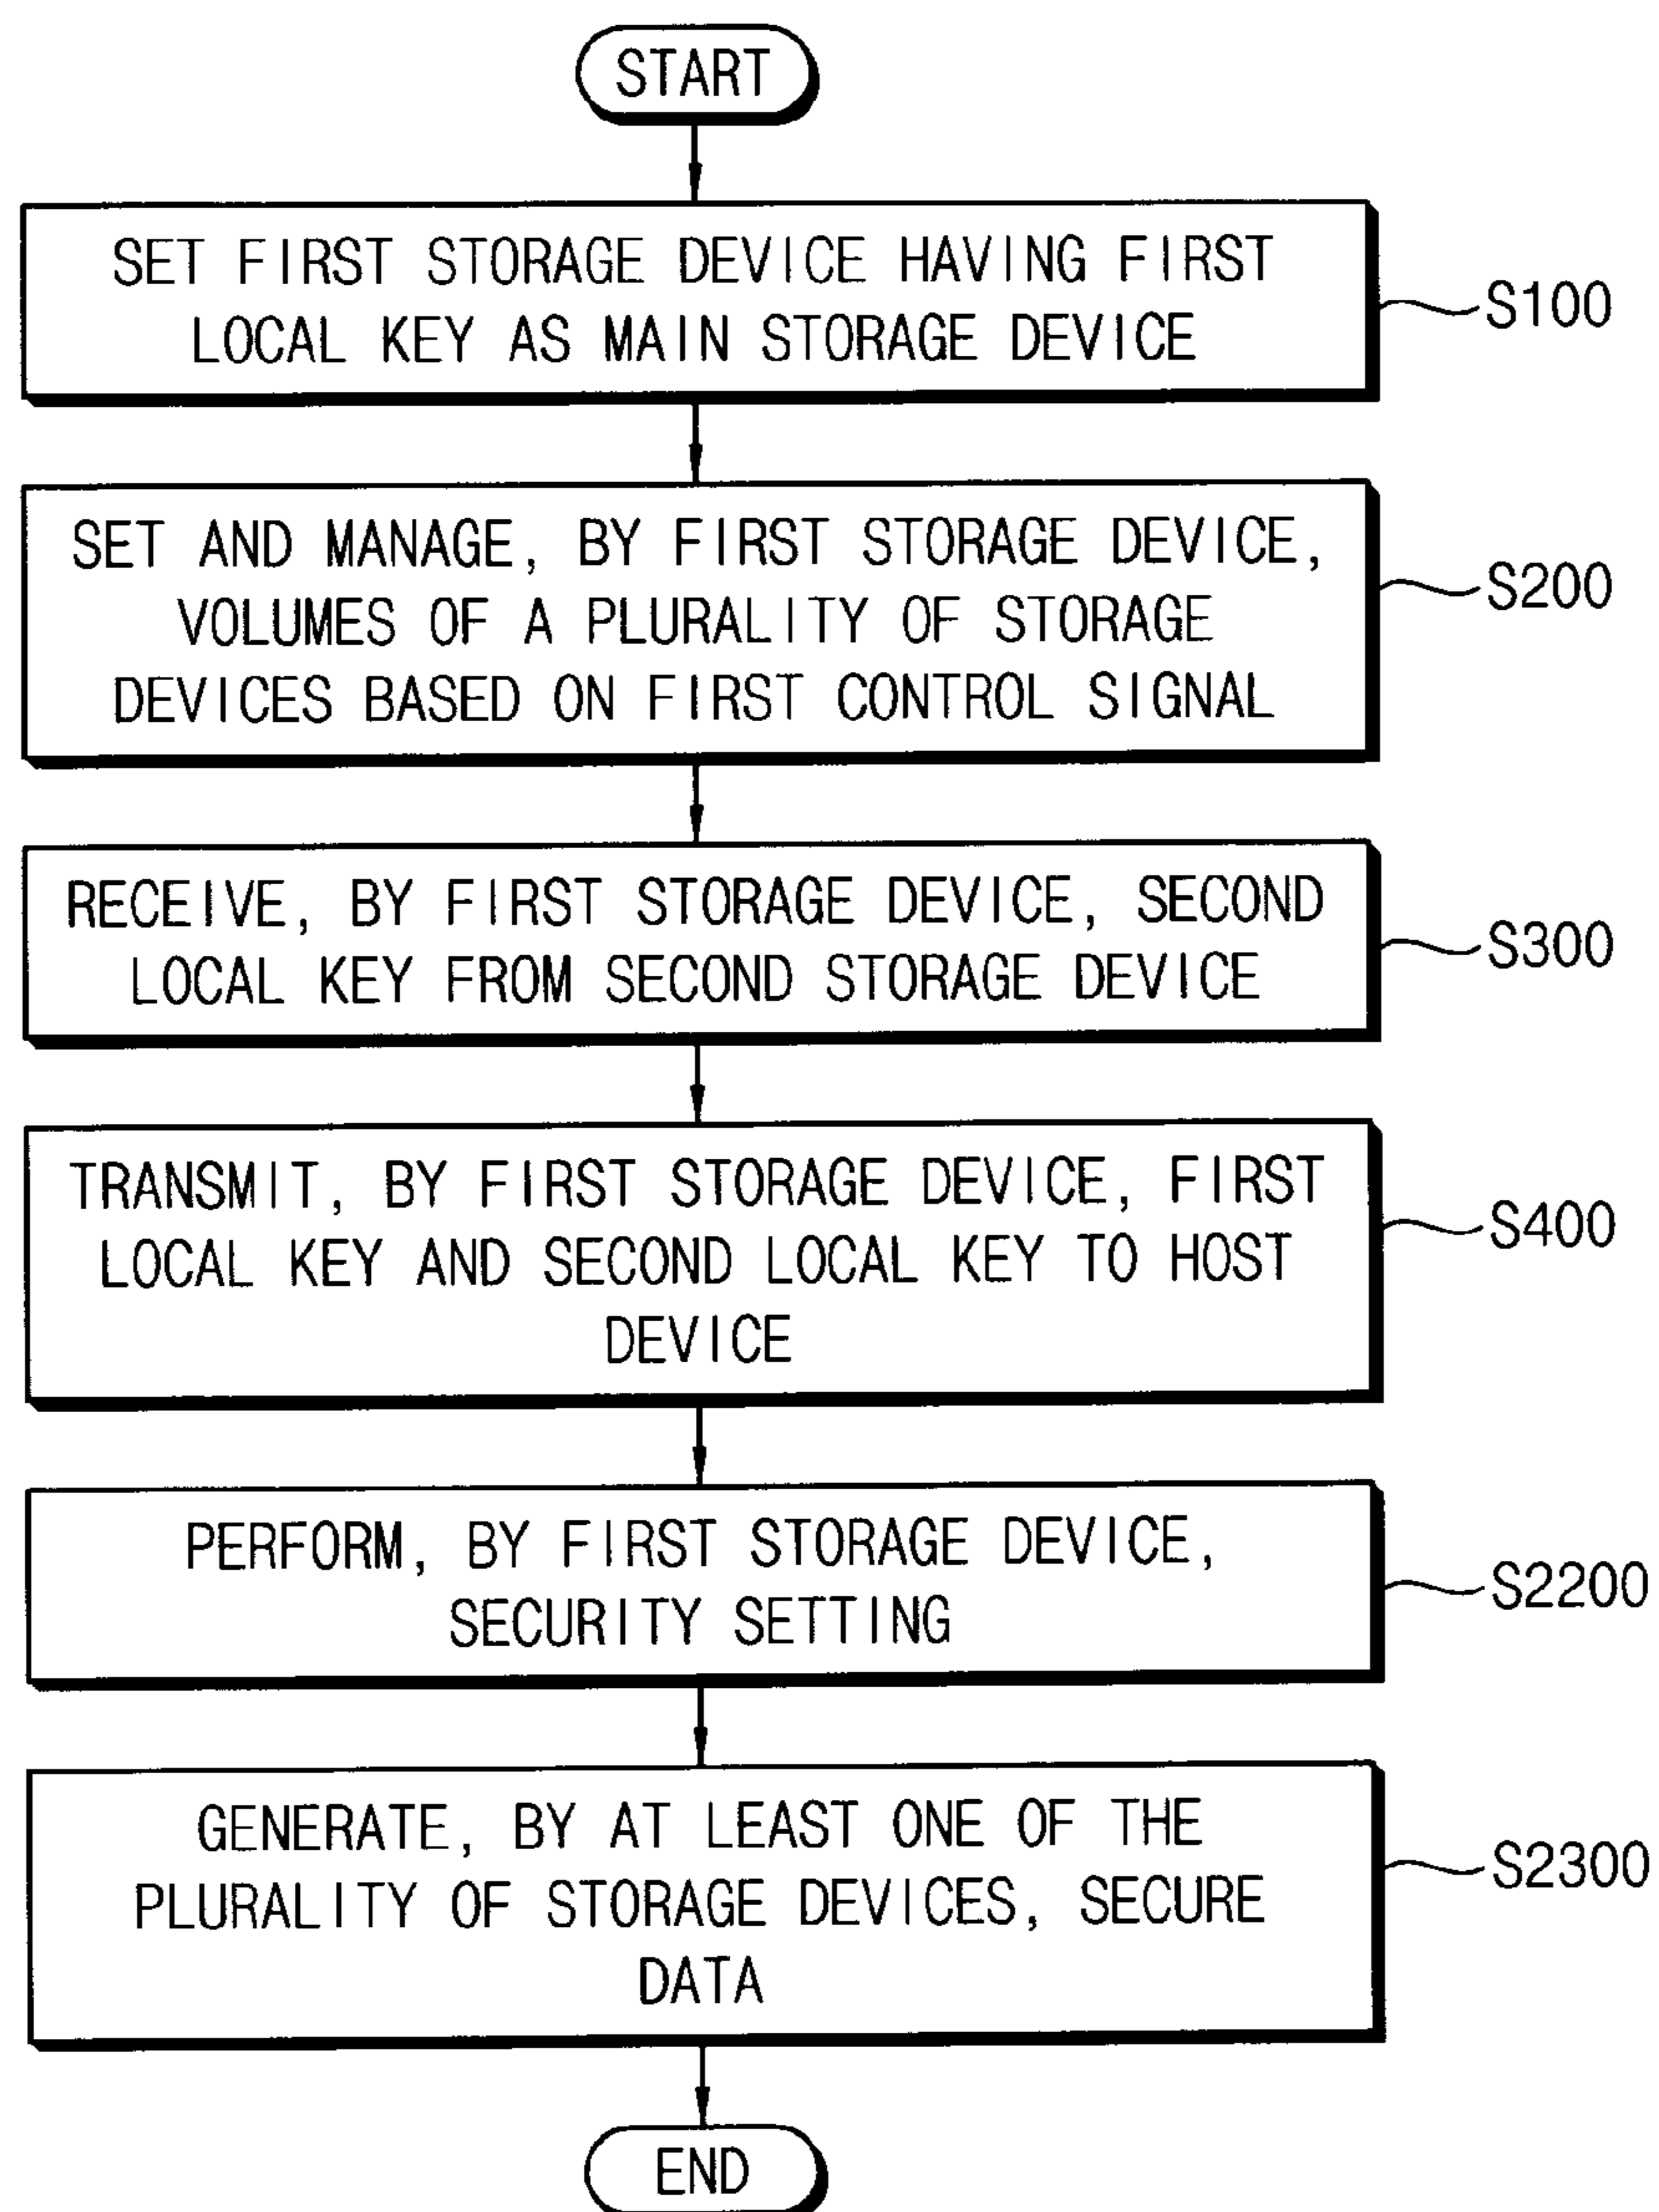 START
SET FIRST STORAGE DEVICE HAVING FIRST
LOCAL KEY AS MAIN STORAGE DEVICE
S100
SET AND MANAGE, BY FIRST STORAGE DEVICE,
VOLUMES OF A PLURALITY OF STORAGE
DEVICES BASED ON FIRST CONTROL SIGNAL
S200
RECEIVE, BY FIRST STORAGE DEVICE, SECOND
LOCAL KEY FROM SECOND STORAGE DEVICE
S300
TRANSMIT, BY FIRST STORAGE DEVICE, FIRST
LOCAL KEY AND SECOND LOCAL KEY TO HOST
DEVICE
S400
PERFORM, BY FIRST STORAGE DEVICE,
SECURITY SETTING
S2200
GENERATE, BY AT LEAST ONE OF THE
PLURALITY OF STORAGE DEVICES, SECURE
DATA
S2300
END